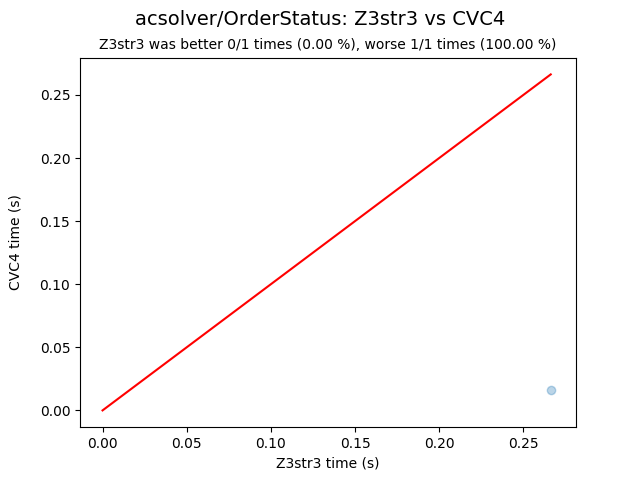 acsolver/OrderStatus: Z3str3 vs CVC4
Z3str3 was better 0/1 times (0.00 %), worse 1/1 times (100.00 %)
CVC4 time (s)
0.25
0.20
0.15
0.10
0.05
0.00
0.00 0.05 0.10 0.15 0.20 0.25
Z3str3 time (s)